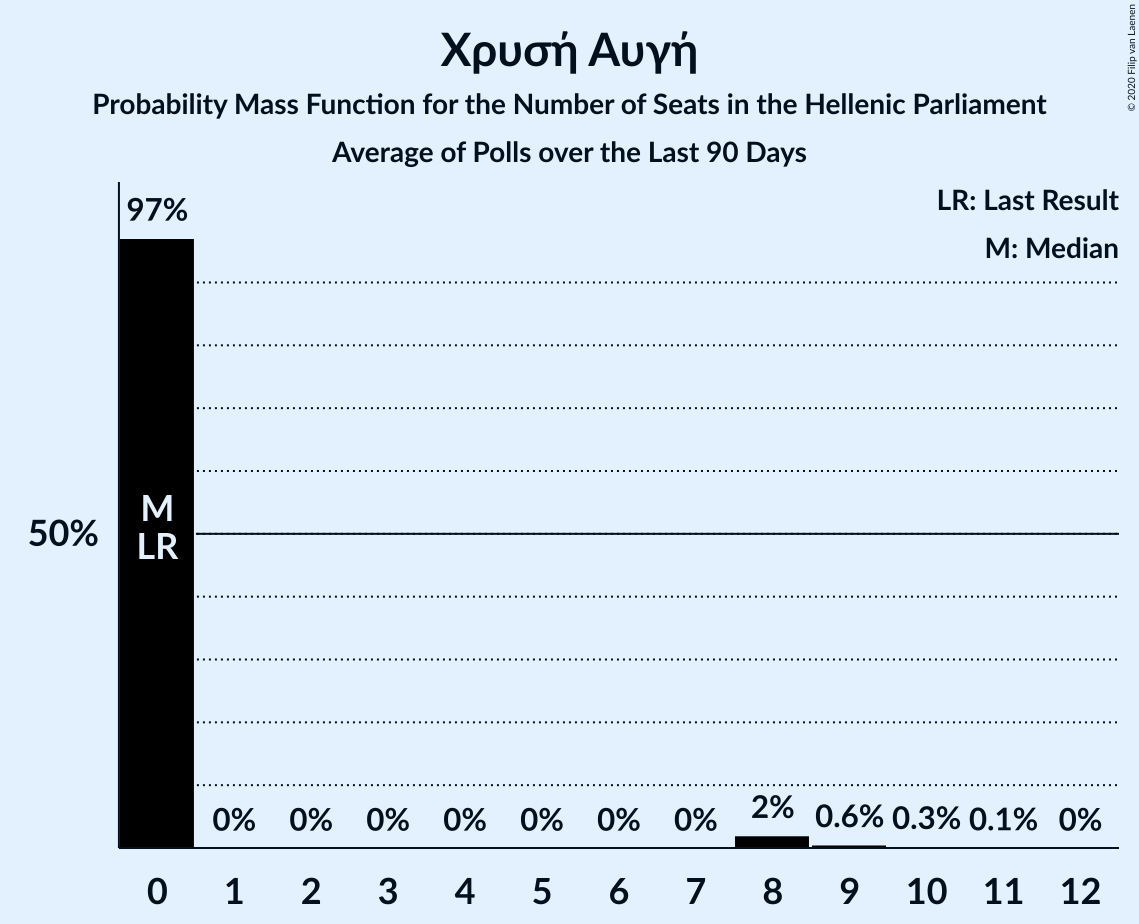 Χρυσή Αυγή
Probability Mass Function for the Number of Seats in the Hellenic Parliament
Average of Polls over the Last 90 Days
© 2020 Filip van Laenen
LR: Last Result
M: Median
97%
M
LR
50%
0% 0% 0% 0% 0% 0% 0% 2% 0.6% 0.3% 0.1% 0%
0 1 2 3 4 5 6 7 8 9 10 11 12